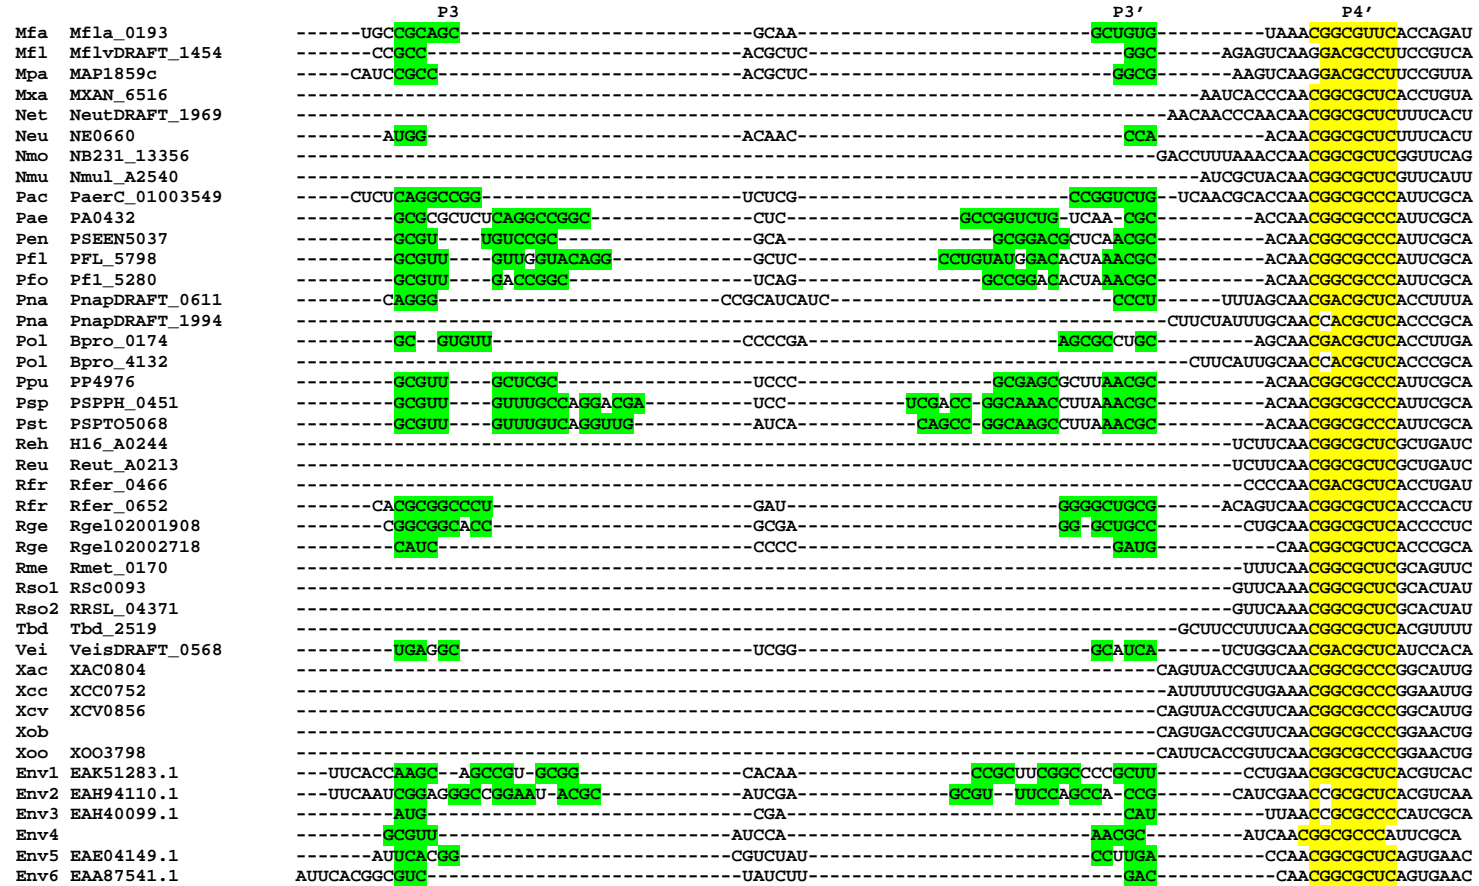 P3 P3′ P4′
Mfa Mfla_0193 ------UGCCGCAGC---------------------------GCAA---------------------------GCUGUG----------UAAACGGCGUUCACCAGAU
Mfl MflvDRAFT_1454 -------CCGCC-----------------------------ACGCUC-----------------------------GGC------AGAGUCAAGGACGCCUUCCGUCA
Mpa MAP1859c -----CAUCCGCC----------------------------ACGCUC----------------------------GGCG-------AAGUCAAGGACGCCUUCCGUUA
Mxa MXAN_6516 -----------------------------------------------------------------------------------AAUCACCCAACGGCGCUCACCUGUA
Net NeutDRAFT_1969 --------------------------------------------------------------------------------AACAACCCAACAACGGCGCUCUUUCACU
Neu NE0660 --------AUGG-----------------------------ACAAC------------------------------CCA----------ACAACGGCGCUCUUUCACU
Nmo NB231_13356 -------------------------------------------------------------------------------GACCUUUAAACCAACGGCGCUCGGUUCAG
Nmu Nmul_A2540 -----------------------------------------------------------------------------------AUCGCUACAACGGCGCUCGUUCAUU
Pac PaerC_01003549 -----CUCUCAGGCCGG------------------------UCUCG-------------------------CCGGUCUG--UCAACGCACCAACGGCGCCCAUUCGCA
Pae PA0432 ---------GCGCGCUCUCAGGCCGGC---------------CUC----------------GCCGGUCUG-UCAA-CGC---------ACCAACGGCGCCCAUUCGCA
Pen PSEEN5037 ---------GCGU----UGUCCGC------------------GCA-------------------GCGGACGCUCAACGC----------ACAACGGCGCCCAUUCGCA
Pfl PFL_5798 ---------GCGUU----GUUGGUACAGG-------------GCUC-------------CCUGUAUGGACACUAAACGC----------ACAACGGCGCCCAUUCGCA
Pfo Pfl_5280 ---------GCGUU----GACCGGC-----------------UCAG-----------------GCCGGACACUAAACGC----------ACAACGGCGCCCAUUCGCA
Pna PnapDRAFT_0611 --------CAGGG--------------------------CCGCAUCAUC--------------------------CCCU------UUUAGCAACGACGCUCACCUUUA
Pna PnapDRAFT_1994 --------------------------------------------------------------------------------CUUCUAUUUGCAACCACGCUCACCCGCA
Pol Bpro_0174 ---------GC--GUGUU-----------------------CCCCGA-----------------------AGCGCCUGC---------AGCAACGACGCUCACCUUGA
Pol Bpro_4132 ----------------------------------------------------------------------------------CUUCAUUGCAACCACGCUCACCCGCA
Ppu PP4976 ---------GCGUU----GCUCGC------------------UCCC------------------GCGAGCGCUUAACGC----------ACAACGGCGCCCAUUCGCA
Psp PSPPH_0451 ---------GCGUU----GUUUGCCAGGACGA----------UCC-----------UCGACC-GGCAAACCUUAAACGC----------ACAACGGCGCCCAUUCGCA
Pst PSPTO5068 ---------GCGUU----GUUUGUCAGGUUG-----------AUCA-----------CAGCC-GGCAAGCCUUAAACGC----------ACAACGGCGCCCAUUCGCA
Reh H16_A0244 --------------------------------------------------------------------------------------UCUUCAACGGCGCUCGCUGAUC
Reu Reut_A0213 --------------------------------------------------------------------------------------UCUUCAACGGCGCUCGCUGAUC
Rfr Rfer_0466 ---------------------------------------------------------------------------------------CCCCAACGACGCUCACCUGAU
Rfr Rfer_0652 -------CACGCGGCCCU------------------------GAU-------------------------GGGGCUGCG------ACAGUCAACGGCGCUCACCCACU
Rge Rgel02001908 --------CGGCGGCACC------------------------GCGA------------------------GG-GCUGCC--------CUGCAACGGCGCUCACCCCUC
Rge Rgel02002718 ---------CAUC-----------------------------CCCC-----------------------------GAUG-----------CAACGGCGCUCACCCGCA
Rme Rmet_0170 ---------------------------------------------------------------------------------------UUUCAACGGCGCUCGCAGUUC
Rso1 RSc0093 --------------------------------------------------------------------------------------GUUCAAACGGCGCUCGCACUAU
Rso2 RRSL_04371 --------------------------------------------------------------------------------------GUUCAAACGGCGCUCGCACUAU
Tbd Tbd_2519 ---------------------------------------------------------------------------------GCUUCCUUUCAACGGCGCUCACGUUUU
Vei VeisDRAFT_0568 ---------UGAGGC---------------------------UCGG---------------------------GCAUCA------UCUGGCAACGACGCUCAUCCACA
Xac XAC0804 -------------------------------------------------------------------------------CAGUUACCGUUCAACGGCGCCCGGCAUUG
Xcc XCC0752 --------------------------------------------------------------------------------AUUUUUCGUGAAACGGCGCCCGGAAUUG
Xcv XCV0856 -------------------------------------------------------------------------------CAGUUACCGUUCAACGGCGCCCGGCAUUG
Xob -------------------------------------------------------------------------------CAGUGACCGUUCAACGGCGCCCGGAACUG
Xoo XOO3798 -------------------------------------------------------------------------------CAUUCACCGUUCAACGGCGCCCGGAACUG
Env1 EAK51283.1 ---UUCACCAAGC--AGCCGU-GCGG---------------CACAA----------------CCGCUUCGGCCCCGCUU--------CCUGAACGGCGCUCACGUCAC
Env2 EAH94110.1 ---UUCAAUCGGAGGGCCGGAAU-ACGC-------------AUCGA--------------GCGU--UUCCAGCCA-CCG-------CAUCGAACCGCGCUCACGUCAA
Env3 EAH40099.1 ---------AUG------------------------------CGA-------------------------------CAU----------UUAACCGCGCCCCAUCGCA
Env4 --------GCGUU---------------------------AUCCA----------------------------AACGC---------AUCAACGGCGCCCAUUCGCA
Env5 EAE04149.1 -------AUUCACGG-------------------------CGUCUAU--------------------------CCUUGA----------CCAACGGCGCUCAGUGAAC
Env6 EAA87541.1 AUUCACGGCGUC-----------------------------UAUCUU-----------------------------GAC-----------CAACGGCGCUCAGUGAAC